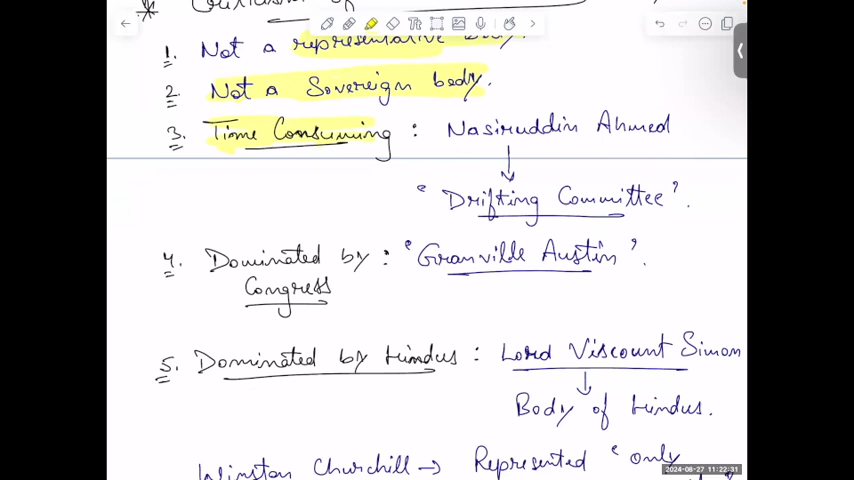 1. Not a representative Body.
2. Not a Sovereign body.
3. Time Consuming : Nasiruddin Ahmed
"Drifting Committee".
4. Dominated by : "Granville Austin".
Congress
5. Dominated by Hindus : Lord Viscount Simon
Body of Hindus.
Winston Churchill → Represented "only
2024-08-27 11:22:31